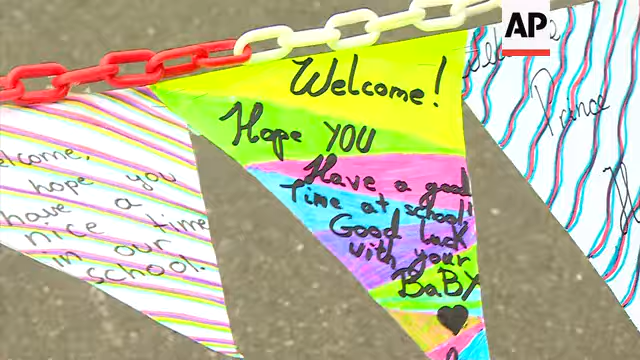 AP
hope you
have a
nice time
in our
school.
Welcome!
Hope YOU
Have a good
Time at school!
Good luck
with your
BaBY
Prince